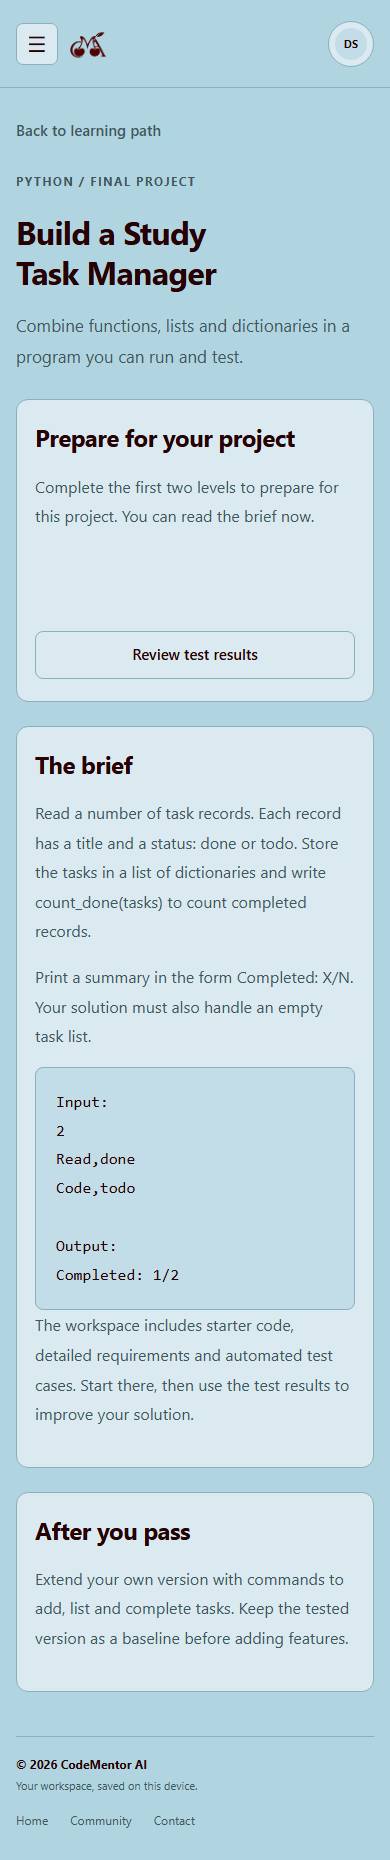 DS
Back to learning path
PYTHON / FINAL PROJECT
Build a Study
Task Manager
Combine functions, lists and dictionaries in a
program you can run and test.
Prepare for your project
Complete the first two levels to prepare for
this project. You can read the brief now.
Review test results
The brief
Read a number of task records. Each record
has a title and a status: done or todo. Store
the tasks in a list of dictionaries and write
count_done(tasks) to count completed
records.
Print a summary in the form Completed: X/N.
Your solution must also handle an empty
task list.
Input:
2
Read,done
Code,todo
Output:
Completed: 1/2
The workspace includes starter code,
detailed requirements and automated test
cases. Start there, then use the test results to
improve your solution.
After you pass
Extend your own version with commands to
add, list and complete tasks. Keep the tested
version as a baseline before adding features.
© 2026 CodeMentor AI
Your workspace, saved on this device.
Home Community Contact